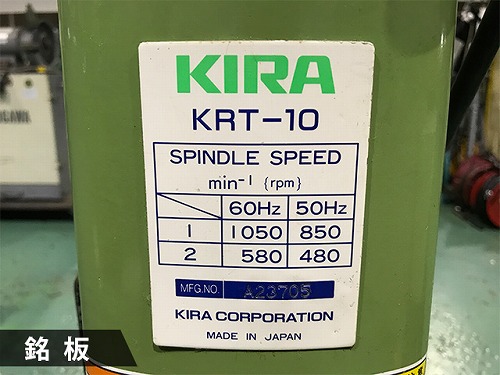 KIRA
KRT-10
SPINDLE SPEED
min-1 {rpm}
60Hz 50Hz
1 1050 850
2 580 480
MFG.NO. A23705
KIRA CORPORATION
MADE IN JAPAN
銘板